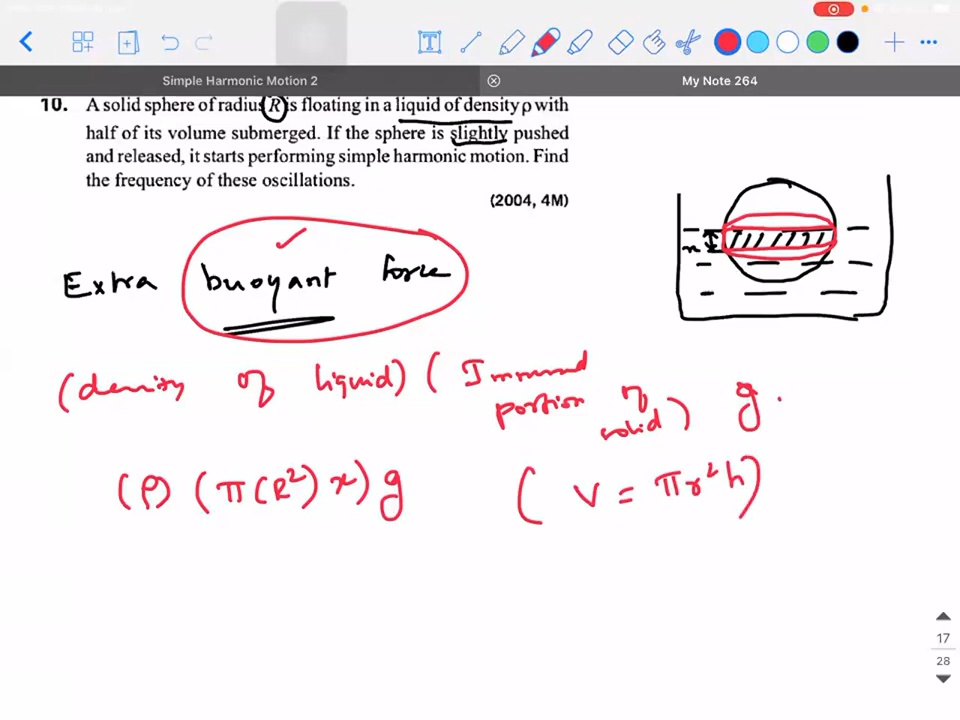 Simple Harmonic Motion 2
My Note 264
10. A solid sphere of radius R is floating in a liquid of density ρ with
half of its volume submerged. If the sphere is slightly pushed
and released, it starts performing simple harmonic motion. Find
the frequency of these oscillations.
(2004, 4M)
x
Extra buoyant force
(density of liquid) (
portion of solid) g.
(ρ) (π(R²) x) g (V = πr²h)
17
28